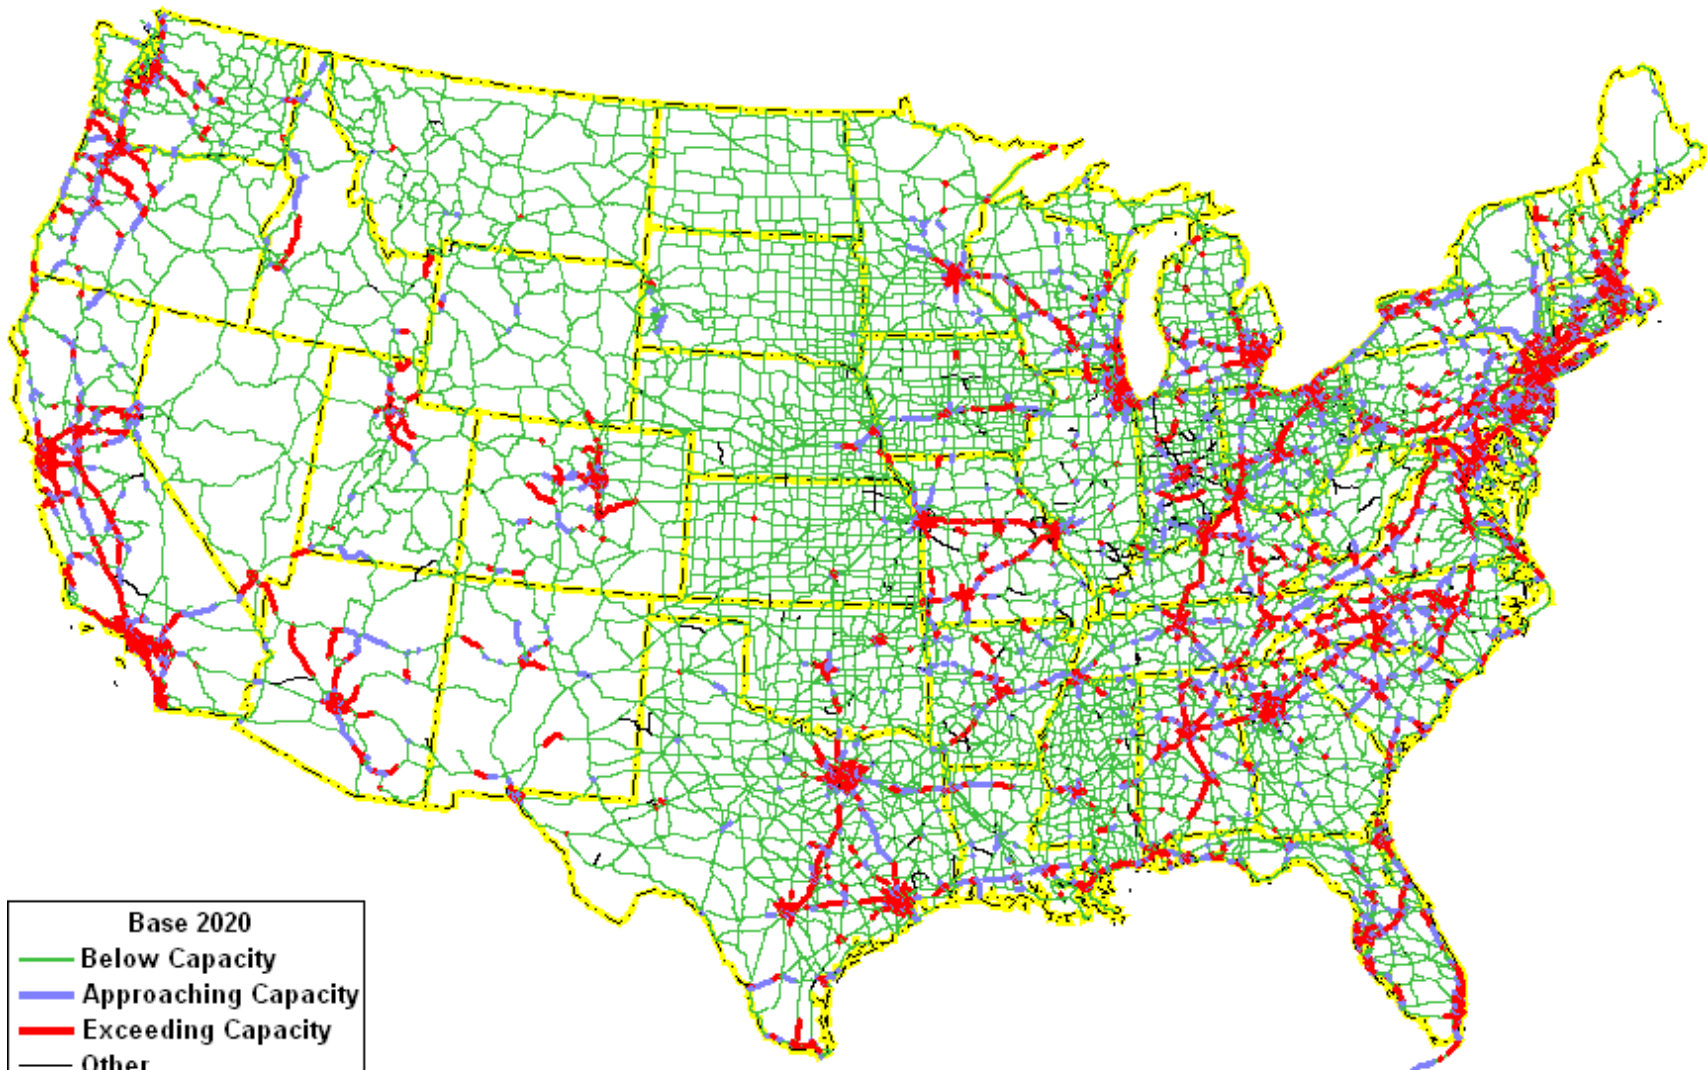 Base 2020
Below Capacity
Approaching Capacity
Exceeding Capacity
Other